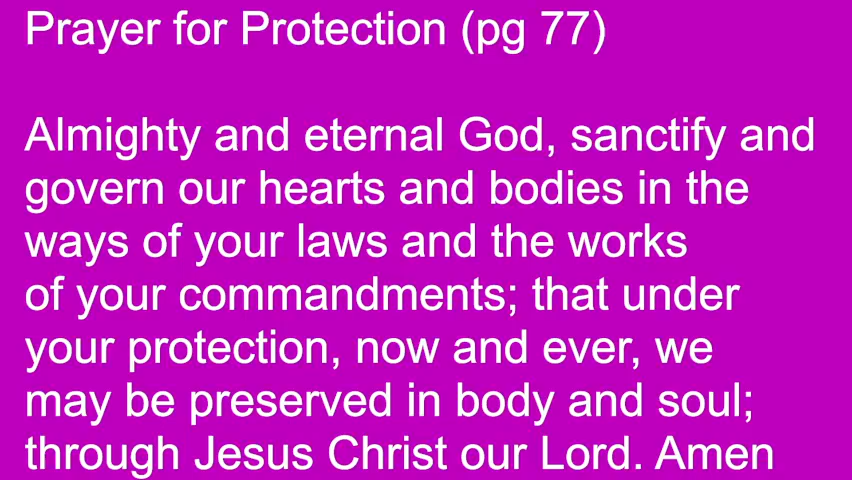 Prayer for Protection (pg 77)
Almighty and eternal God, sanctify and
govern our hearts and bodies in the
ways of your laws and the works
of your commandments; that under
your protection, now and ever, we
may be preserved in body and soul;
through Jesus Christ our Lord. Amen